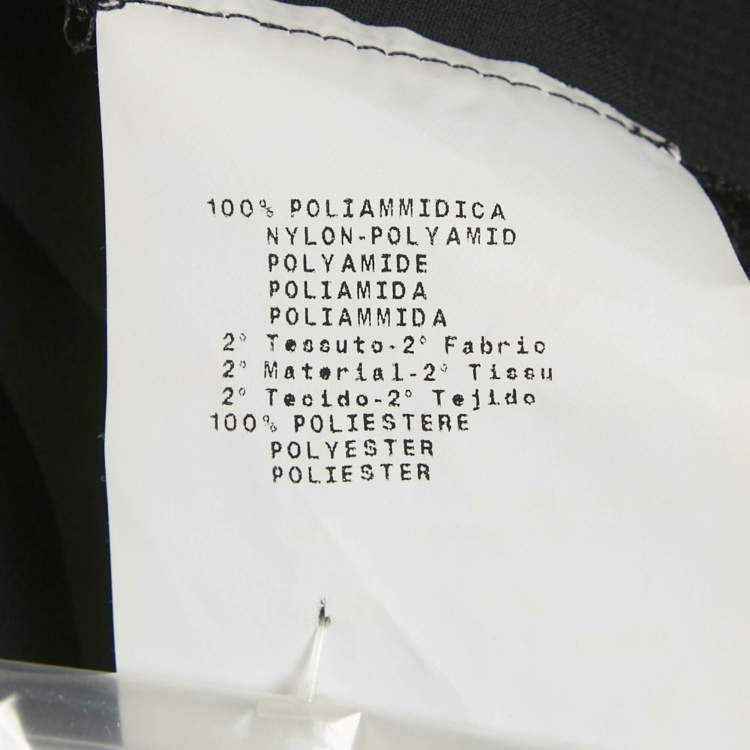 100% POLIAMMIDICA
NYLON-POLYAMID
POLYAMIDE
POLIAMIDA
POLIAMMIDA
2° Tessuto-2° Fabric
2° Material-2° Tissu
2° Tecido-2° Tejido
100% POLIESTERE
POLYESTER
POLIESTER